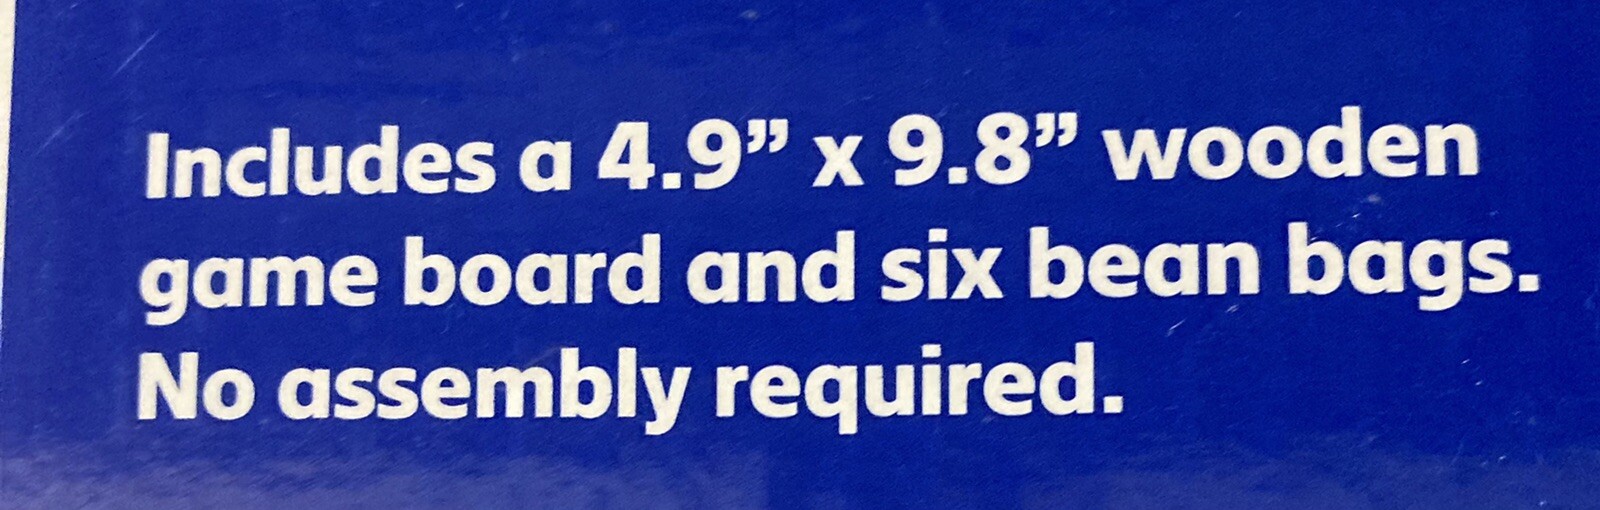 Includes a 4.9” x 9.8” wooden
game board and six bean bags.
No assembly required.